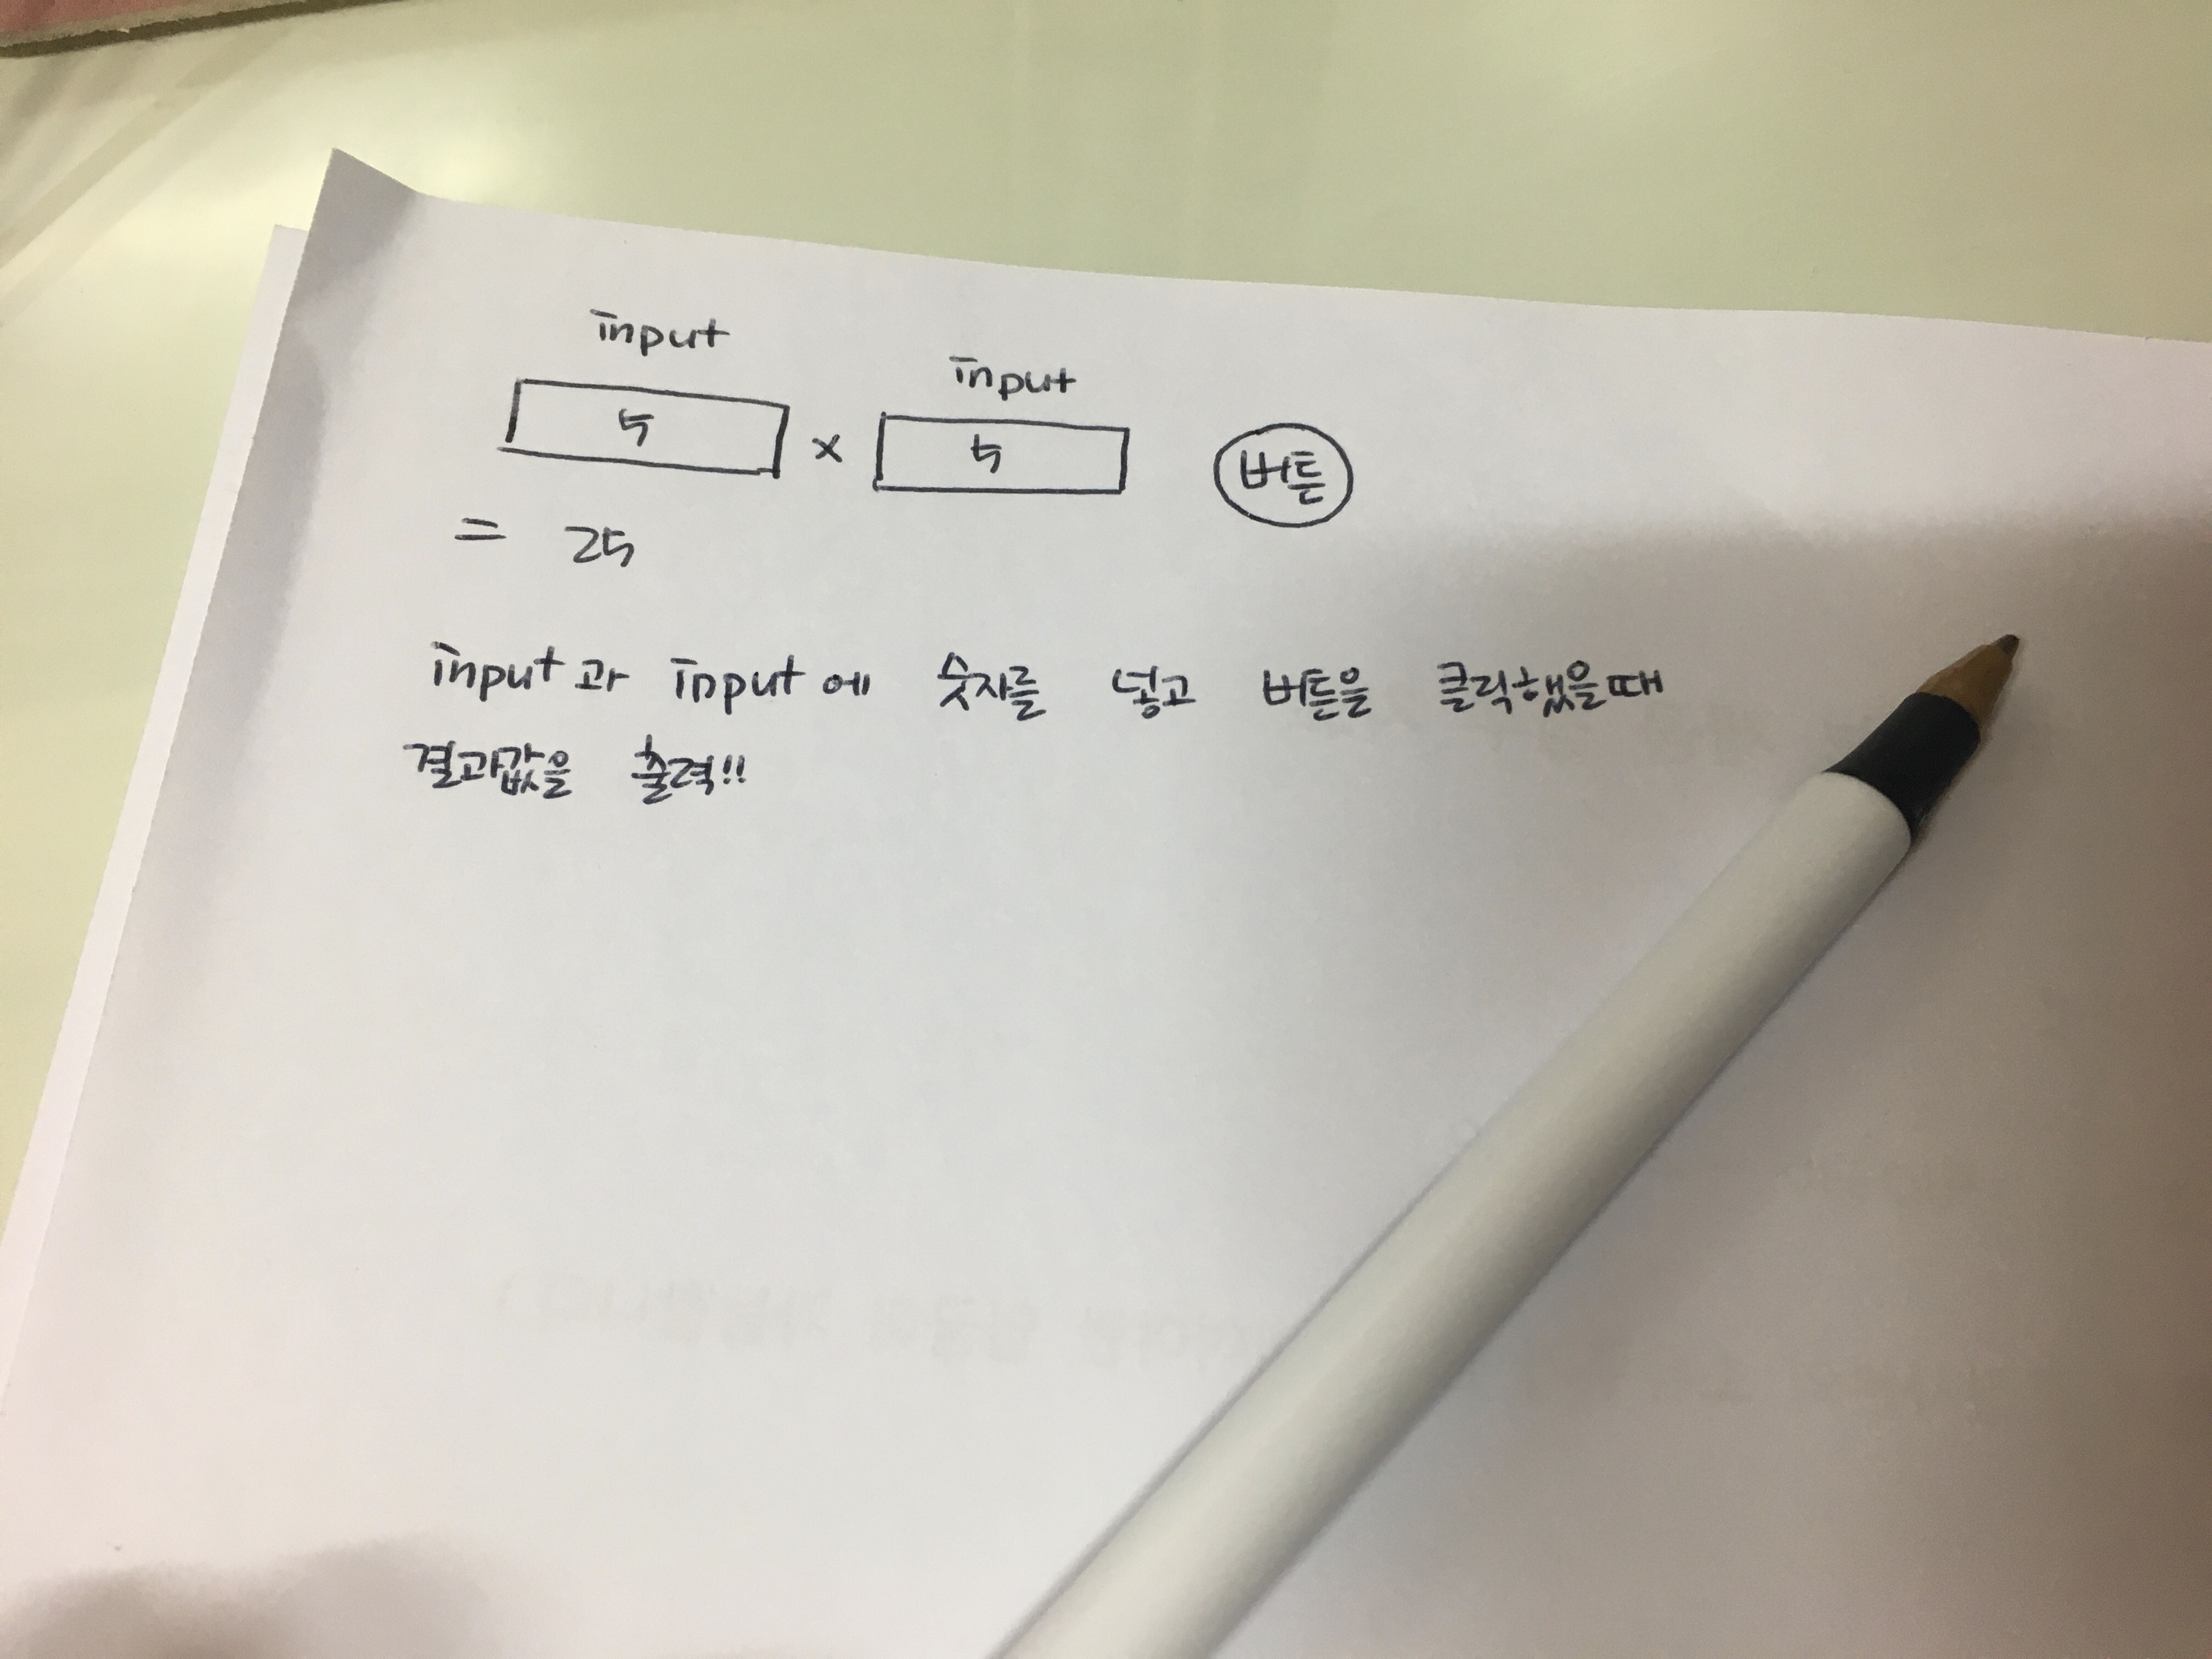 input
input
5 x 5 버튼
= 25
input과 input에 숫자를 넣고 버튼을 클릭했을때
결과값을 출력!!